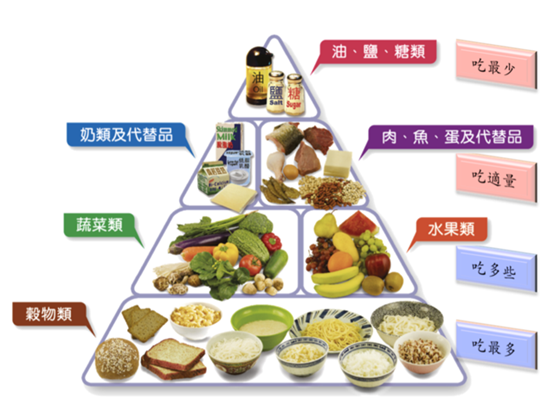 油、鹽、糖類
吃最少
油
Oil
鹽
Salt
糖
Sugar
奶類及代替品
肉、魚、蛋及代替品
吃適量
蔬菜類
水果類
吃多些
穀物類
吃最多